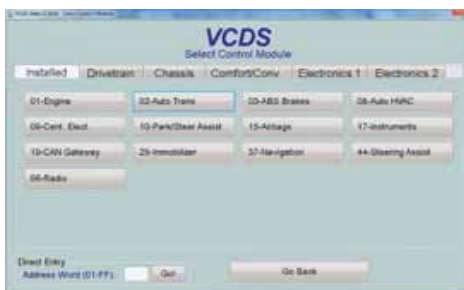 VCDS
Select Control Module
Installed Drivetrain Chassis Comfort/Conv. Electronics 1 Electronics 2
01-Engine 02-Auto Trans 03-ABS Brakes 08-Auto HVAC
09-Cent. Elect 10-Park/Steer Assist 15-Airbags 17-Instruments
19-CAN Gateway 25-Immobilizer 37-Navigation 44-Steering Assist
56-Radio
Direct Entry
Address Word (01-FF): Go! Go Back